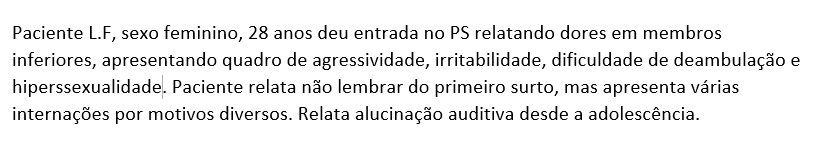 Paciente L.F, sexo feminino, 28 anos deu entrada no PS relatando dores em membros
inferiores, apresentando quadro de agressividade, irritabilidade, dificuldade de deambulação e
hiperssexualidade. Paciente relata não lembrar do primeiro surto, mas apresenta várias
internações por motivos diversos. Relata alucinação auditiva desde a adolescência.